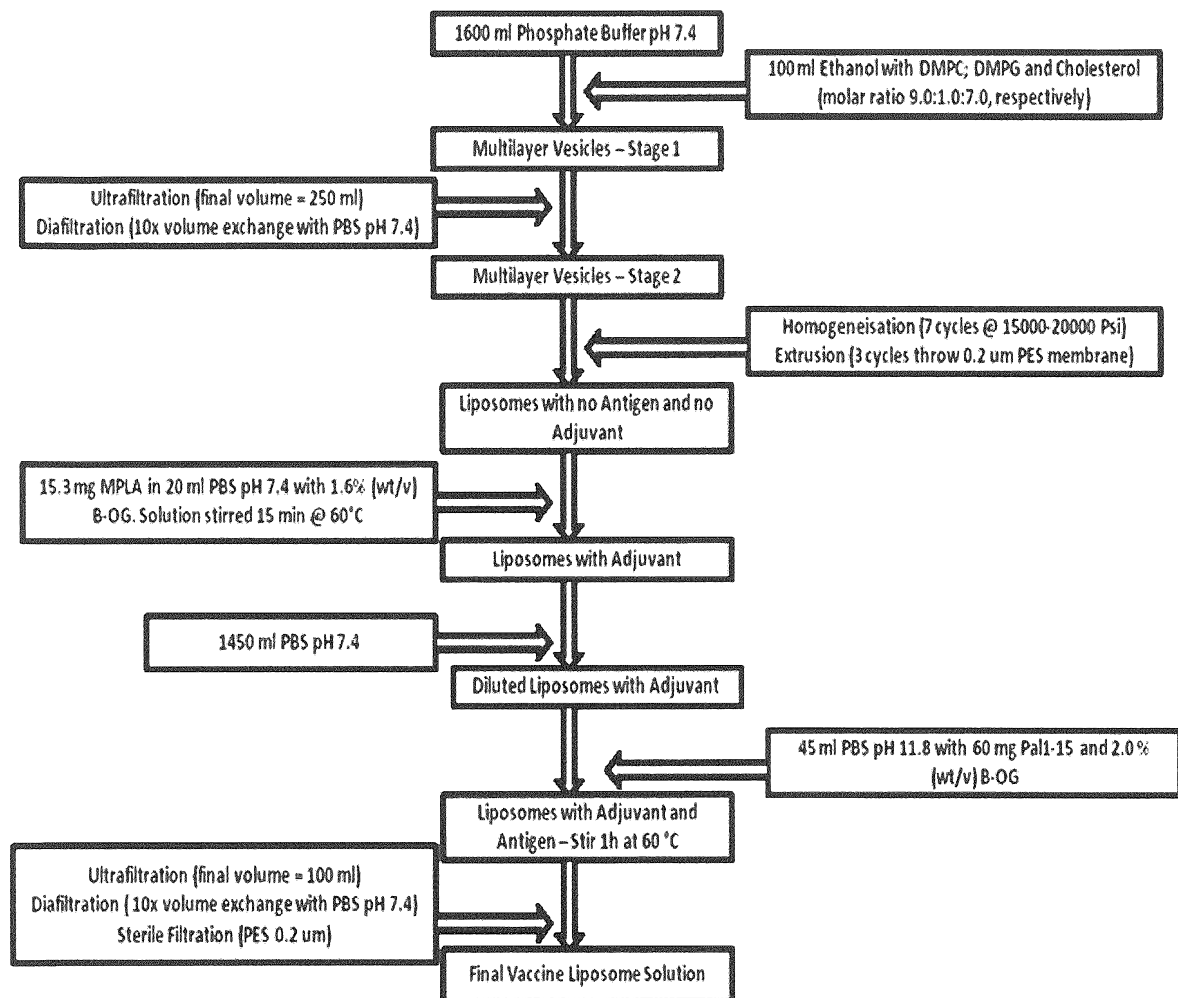 1600 ml Phosphate Buffer pH 7.4
100 ml Ethanol with DMPC; DMPG and Cholesterol
(molar ratio 9.0:1.0:7.0, respectively)
Multilayer Vesicles – Stage 1
Ultrafiltration (final volume = 250 ml)
Diafiltration (10x volume exchange with PBS pH 7.4)
Multilayer Vesicles – Stage 2
Homogeneisation (7 cycles @ 15000-20000 Psi)
Extrusion (3 cycles throw 0.2 um PES membrane)
Liposomes with no Antigen and no
Adjuvant
15.3 mg MPLA in 20 ml PBS pH 7.4 with 1.6% (wt/v)
B-OG. Solution stirred 15 min @ 60°C
Liposomes with Adjuvant
1450 ml PBS pH 7.4
Diluted Liposomes with Adjuvant
45 ml PBS pH 11.8 with 60 mg Pal1-15 and 2.0 %
(wt/v) B-OG
Liposomes with Adjuvant and
Antigen – Stir 1h at 60 °C
Ultrafiltration (final volume = 100 ml)
Diafiltration ( 10x volume exchange with PBS pH 7.4)
Sterile Filtration (PES 0.2 um)
Final Vaccine Liposome Solution